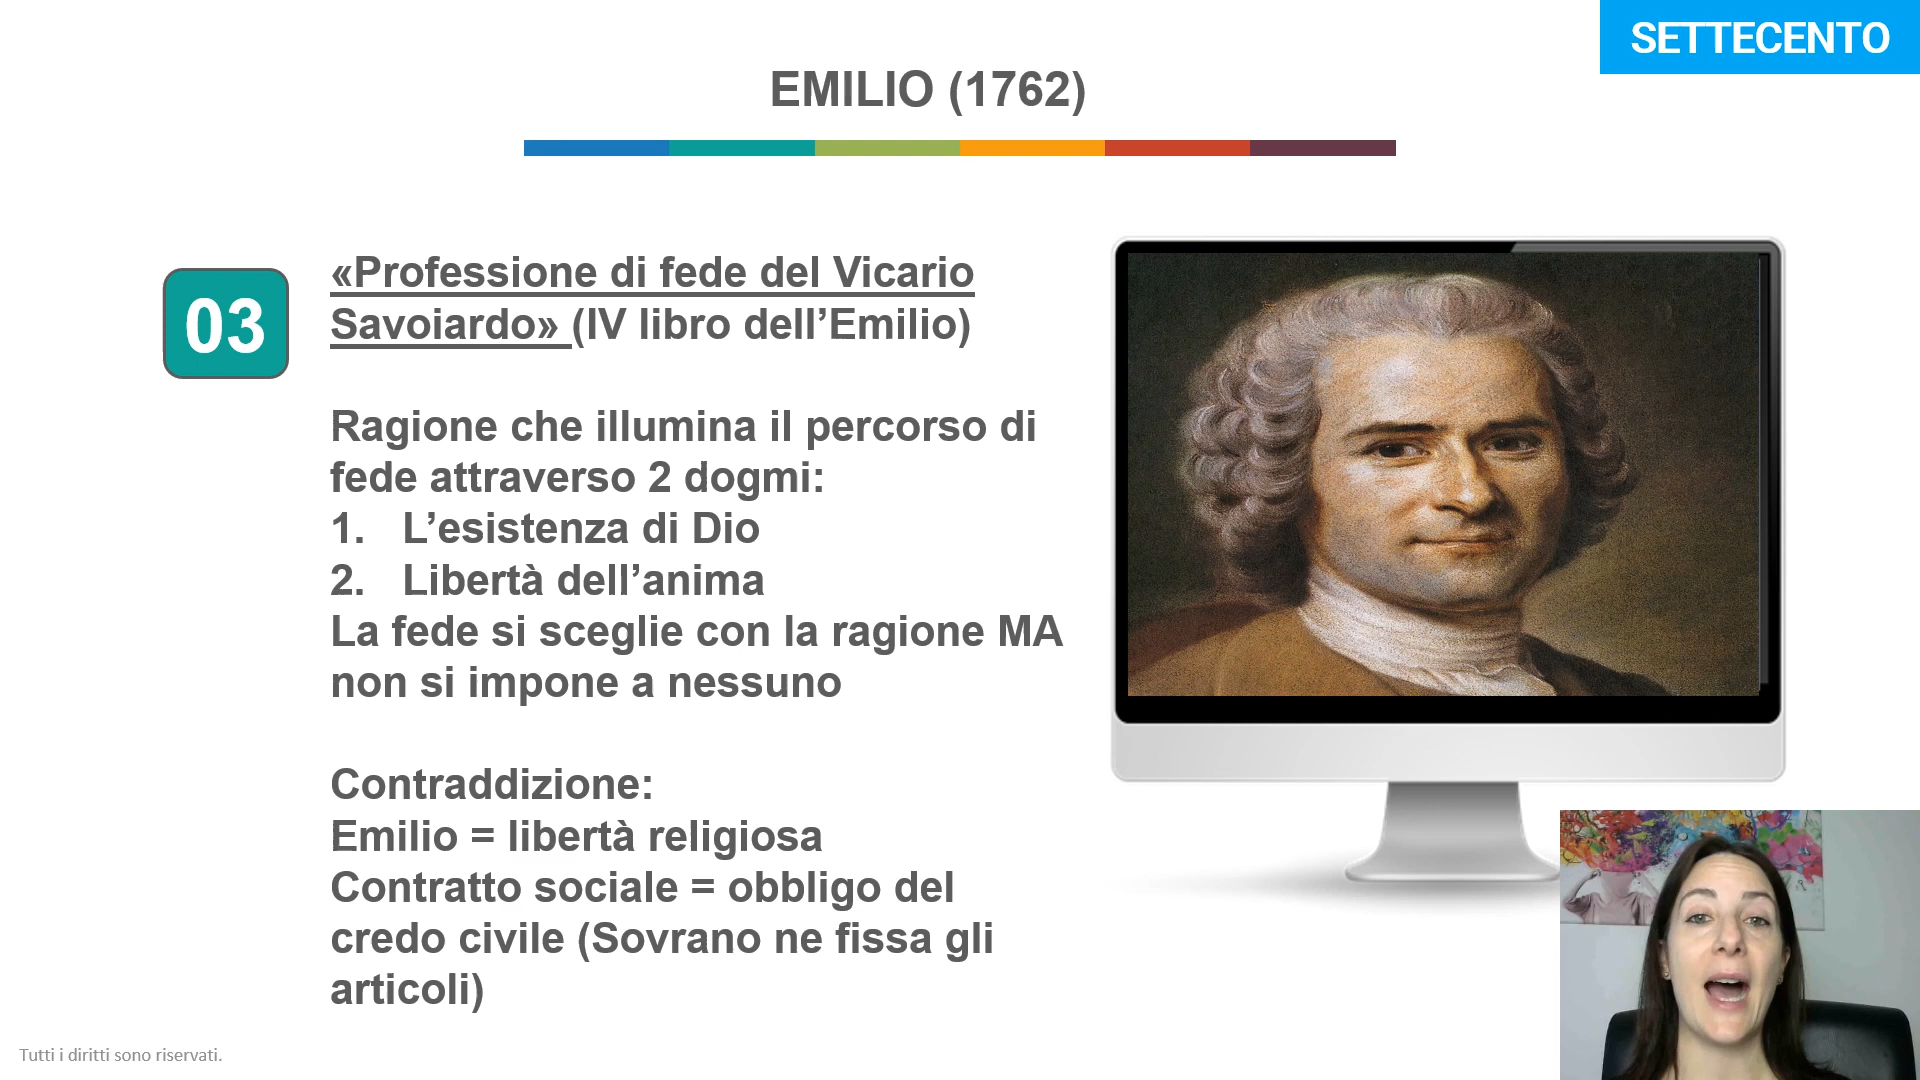 SETTECENTO
EMILIO (1762)
03
«Professione di fede del Vicario
Savoiardo» (IV libro dell’Emilio)
Ragione che illumina il percorso di
fede attraverso 2 dogmi:
1. L’esistenza di Dio
2. Libertà dell’anima
La fede si sceglie con la ragione MA
non si impone a nessuno
Contraddizione:
Emilio = libertà religiosa
Contratto sociale = obbligo del
credo civile (Sovrano ne fissa gli
articoli)
Tutti i diritti sono riservati.